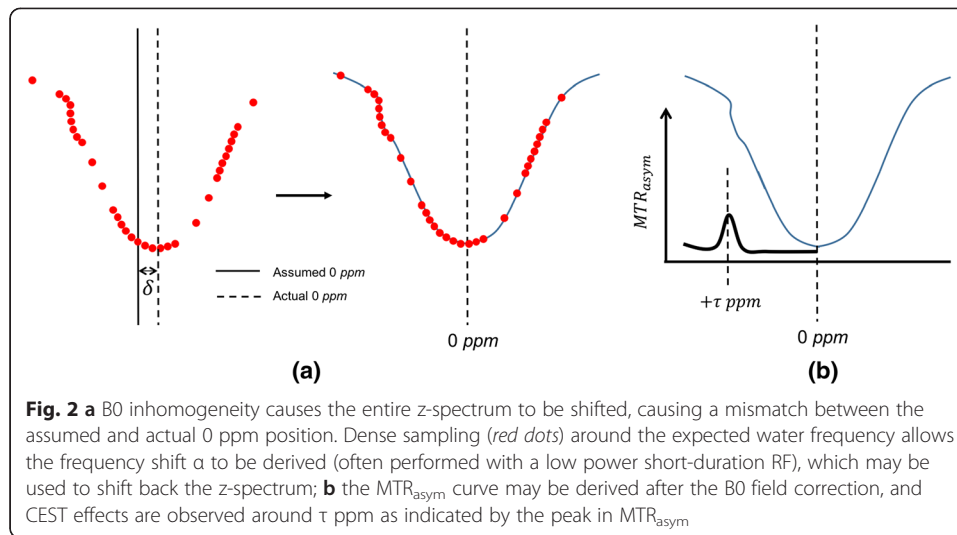 δ
Assumed 0 ppm
Actual 0 ppm
0 ppm
(a)
MTR_asym
+τ ppm
0 ppm
(b)
Fig. 2 a B0 inhomogeneity causes the entire z-spectrum to be shifted, causing a mismatch between the
assumed and actual 0 ppm position. Dense sampling (red dots) around the expected water frequency allows
the frequency shift α to be derived (often performed with a low power short-duration RF), which may be
used to shift back the z-spectrum; b the MTRasym curve may be derived after the B0 field correction, and
CEST effects are observed around τ ppm as indicated by the peak in MTRasym